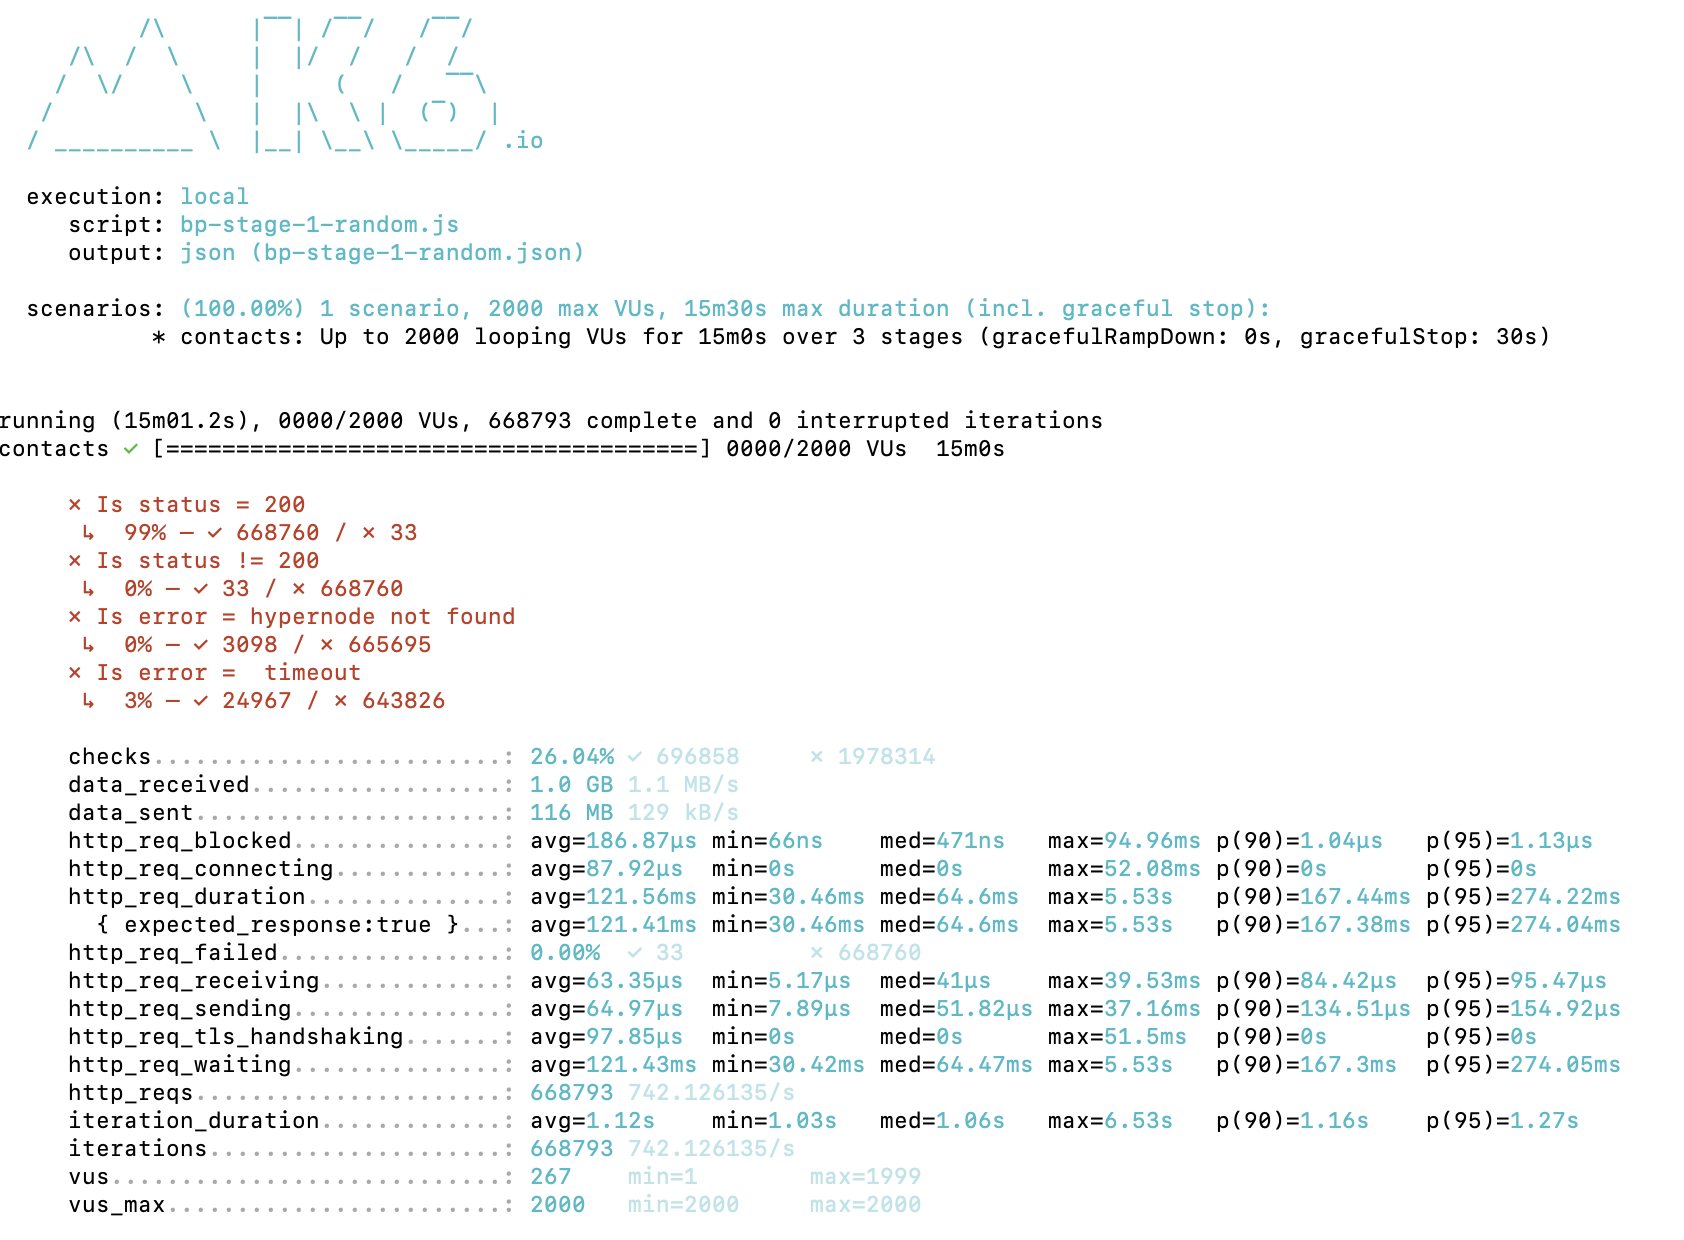 /\      |‾‾| /‾‾/   /‾‾/
     /\  /  \     |  |/  /   /  /
    /  \/    \    |     (   /   ‾‾\
   /          \   |  |\  \ |  (‾)  |
  / __________ \  |__| \__\ \_____/ .io

  execution: local
     script: bp-stage-1-random.js
     output: json (bp-stage-1-random.json)

  scenarios: (100.00%) 1 scenario, 2000 max VUs, 15m30s max duration (incl. graceful stop):
           * contacts: Up to 2000 looping VUs for 15m0s over 3 stages (gracefulRampDown: 0s, gracefulStop: 30s)

running (15m01.2s), 0000/2000 VUs, 668793 complete and 0 interrupted iterations
contacts ✓ [======================================] 0000/2000 VUs  15m0s

     ✗ Is status = 200
      ↳  99% — ✓ 668760 / ✗ 33
     ✗ Is status != 200
      ↳  0% — ✓ 33 / ✗ 668760
     ✗ Is error = hypernode not found
      ↳  0% — ✓ 3098 / ✗ 665695
     ✗ Is error =  timeout
      ↳  3% — ✓ 24967 / ✗ 643826

     checks.........................: 26.04% ✓ 696858     ✗ 1978314
     data_received..................: 1.0 GB 1.1 MB/s
     data_sent......................: 116 MB 129 kB/s
     http_req_blocked...............: avg=186.87µs min=66ns    med=471ns   max=94.96ms p(90)=1.04µs   p(95)=1.13µs
     http_req_connecting............: avg=87.92µs  min=0s      med=0s      max=52.08ms p(90)=0s       p(95)=0s
     http_req_duration..............: avg=121.56ms min=30.46ms med=64.6ms  max=5.53s   p(90)=167.44ms p(95)=274.22ms
       { expected_response:true }...: avg=121.41ms min=30.46ms med=64.6ms  max=5.53s   p(90)=167.38ms p(95)=274.04ms
     http_req_failed................: 0.00%  ✓ 33         ✗ 668760
     http_req_receiving.............: avg=63.35µs  min=5.17µs  med=41µs    max=39.53ms p(90)=84.42µs  p(95)=95.47µs
     http_req_sending...............: avg=64.97µs  min=7.89µs  med=51.82µs max=37.16ms p(90)=134.51µs p(95)=154.92µs
     http_req_tls_handshaking.......: avg=97.85µs  min=0s      med=0s      max=51.5ms  p(90)=0s       p(95)=0s
     http_req_waiting...............: avg=121.43ms min=30.42ms med=64.47ms max=5.53s   p(90)=167.3ms  p(95)=274.05ms
     http_reqs......................: 668793 742.126135/s
     iteration_duration.............: avg=1.12s    min=1.03s   med=1.06s   max=6.53s   p(90)=1.16s    p(95)=1.27s
     iterations.....................: 668793 742.126135/s
     vus............................: 267    min=1        max=1999
     vus_max........................: 2000   min=2000     max=2000